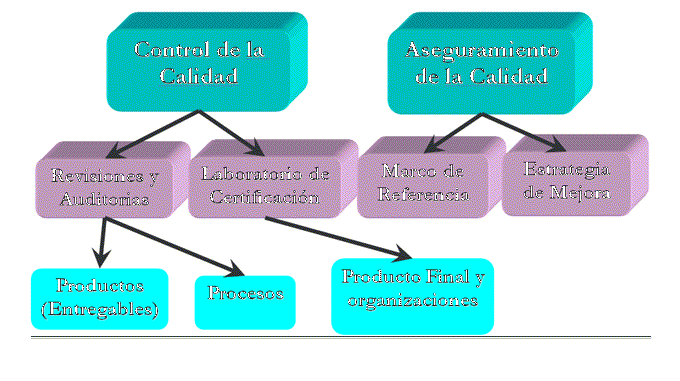 Control de la
Calidad
Aseguramiento
de la Calidad
Revisiones y
Auditorias
Laboratorio de
Certificación
Marco de
Referencia
Estrategia
de Mejora
Productos
(Entregables)
Procesos
Producto Final y
organizaciones